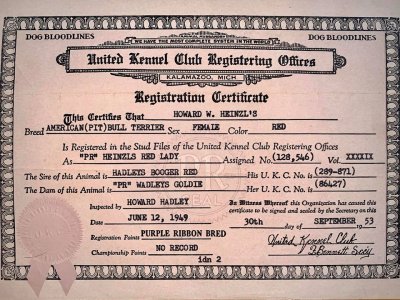 DOG BLOODLINES DOG BLOODLINES
WE HAVE THE MOST COMPLETE SYSTEM IN THE WORLD
United Kennel Club Registering Offices
KALAMAZOO, MICH.
Registration Certificate
This Certifies That HOWARD W. HEINZL'S
Breed AMERICAN(PIT)BULL TERRIER Sex FEMALE Color RED
Is Registered in the Stud Files of the United Kennel Club Registering Offices
As "PR" HEINZLS RED LADY Assigned No. (128,546) Vol. XXXIX
The Sire of this Animal is HADLEYS BOOGER RED His U. K. C. No. is (289-871)
The Dam of this Animal is "PR" WADLEYS GOLDIE Her U. K. C. No. is (86427)
Inspected by HOWARD HADLEY
Date JUNE 12, 1949
Registration Points PURPLE RIBBON BRED
Championship Points NO RECORD
In Witness Whereof this Organization has caused this
certificate to be signed and sealed by the Secretary on this
30th day of SEPTEMBER 1953
United Kennel Club